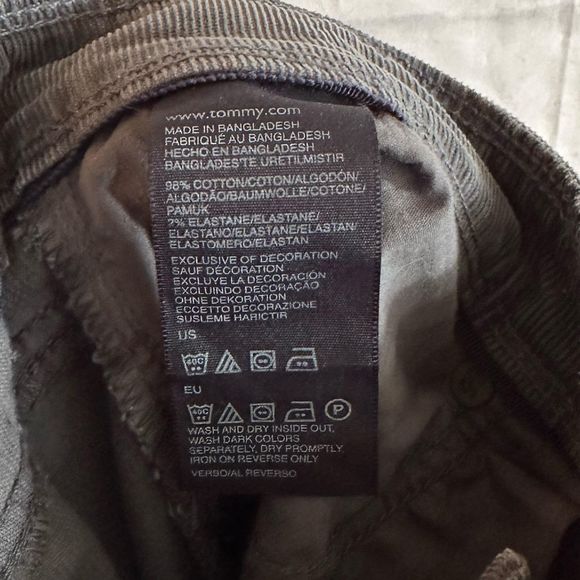 www.tommy.com
MADE IN BANGLADESH
FABRIQUÉ AU BANGLADESH
HECHO EN BANGLADESH
BANGLADESTE URETILMISTIR
98% COTTON/COTON/ALGODÓN/
ALGODÃO/BAUMWOLLE/COTONE/
PAMUK
2% ELASTANE/ELASTANE/
ELASTANO/ELASTANE/ELASTAN/
ELASTOMERO/ELASTAN
EXCLUSIVE OF DECORATION
SAUF DÉCORATION
EXCLUYE LA DECORACIÓN
EXCLUINDO DECORAÇÃO
OHNE DEKORATION
ECCETTO DECORAZIONE
SUSLEME HARICTIR
US
40C
EU
40C
P
WASH AND DRY INSIDE OUT,
WASH DARK COLORS
SEPARATELY, DRY PROMPTLY,
IRON ON REVERSE ONLY
VERSO/AL REVERSO